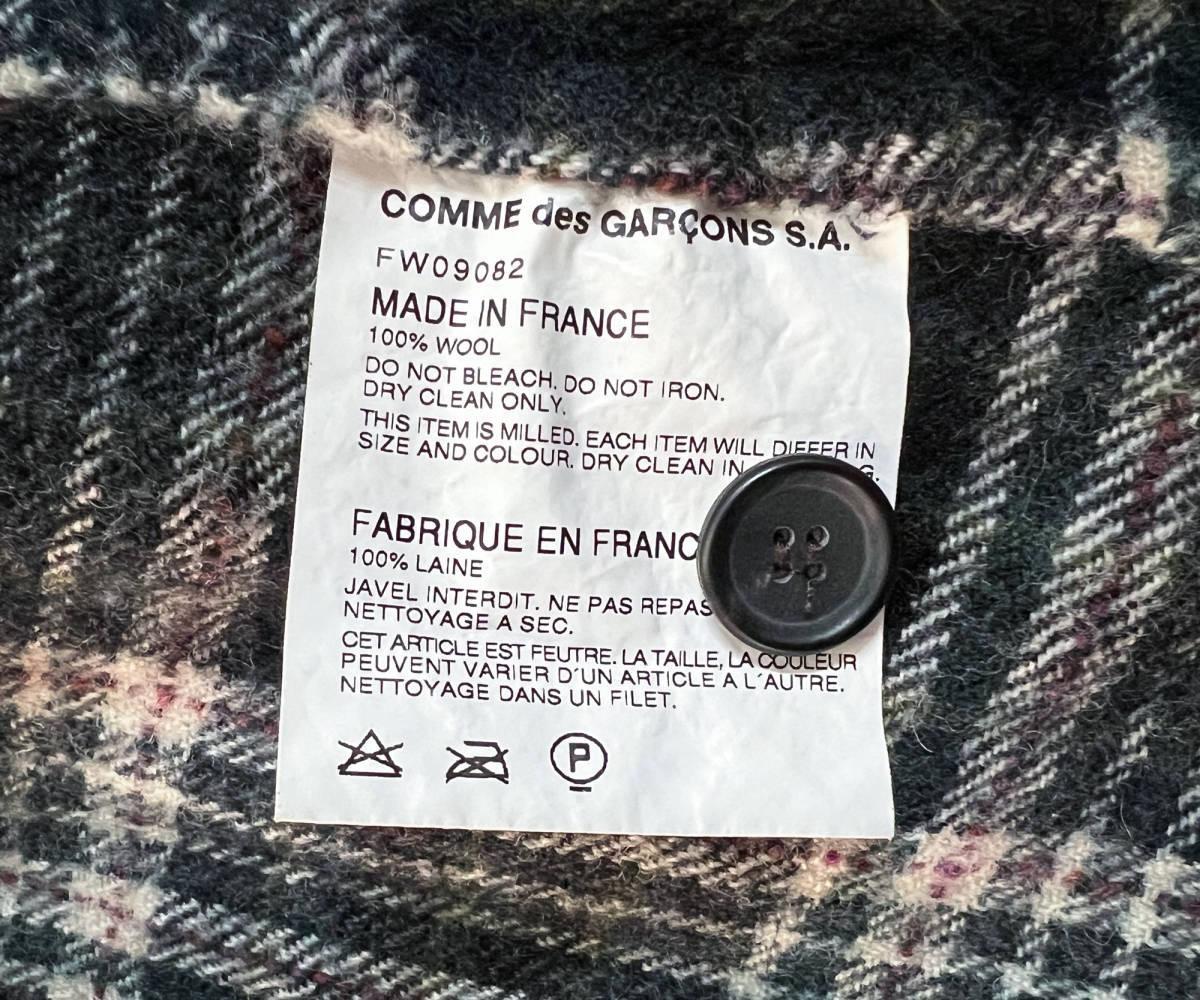 COMME des GARÇONS S.A.
FW09082
MADE IN FRANCE
100% WOOL
DO NOT BLEACH. DO NOT IRON.
DRY CLEAN ONLY.
THIS ITEM IS MILLED. EACH ITEM WILL DIFFER IN
SIZE AND COLOUR. DRY CLEAN IN
FABRIQUE EN FRANC
100% LAINE
JAVEL INTERDIT. NE PAS REPAS
NETTOYAGE A SEC.
CET ARTICLE EST FEUTRE. LA TAILLE, LA COULEUR
PEUVENT VARIER D´UN ARTICLE A L´AUTRE.
NETTOYAGE DANS UN FILET.
P